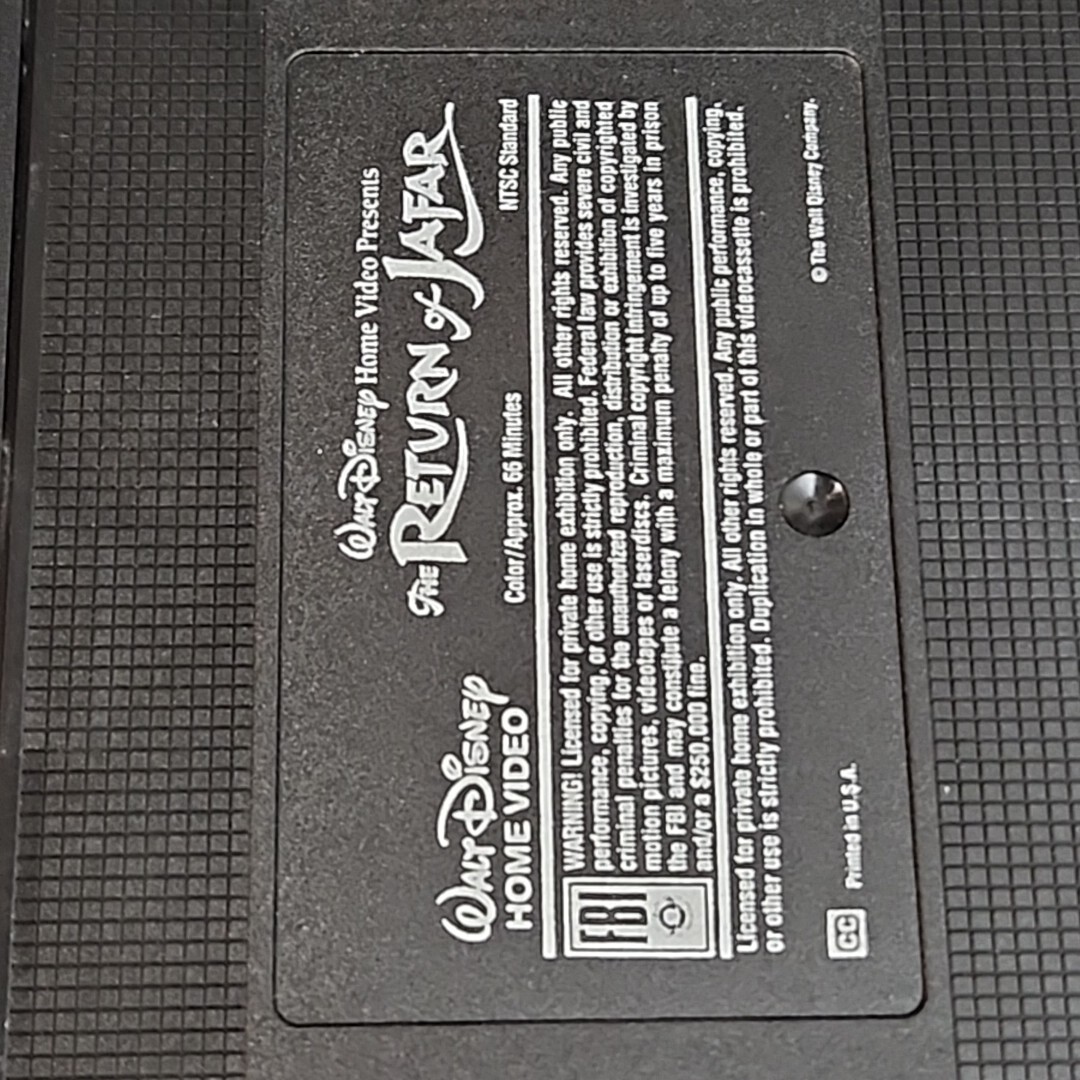 Walt Disney Home Video Presents
The RETURN of JAFAR
WALT DISNEY
HOME VIDEO
Color/Approx. 66 Minutes
NTSC Standard
FBI
WARNING! Licensed for private home exhibition only. All other rights reserved. Any public
performance, copying, or other use is strictly prohibited. Federal law provides severe civil and
criminal penalties for the unauthorized reproduction, distribution or exhibition of copyrighted
motion pictures, videotapes or laserdiscs. Criminal copyright infringement is investigated by
the FBI and may constitute a felony with a maximum penalty of up to five years in prison
and/or a $250,000 fine.
Licensed for private home exhibition only. All other rights reserved. Any public performance, copying,
or other use is strictly prohibited. Duplication in whole or part of this videocassette is prohibited.
CC Printed in U.S.A.
© The Walt Disney Company.